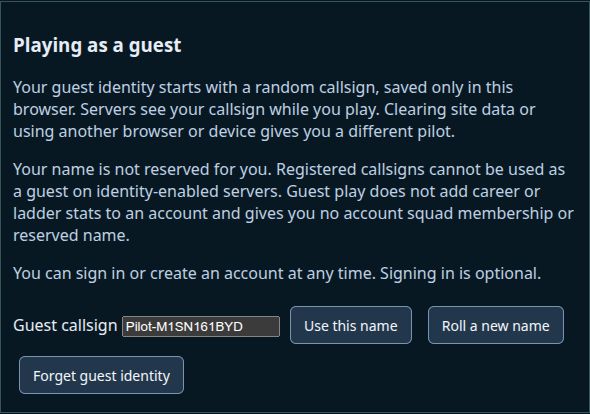 Playing as a guest
Your guest identity starts with a random callsign, saved only in this
browser. Servers see your callsign while you play. Clearing site data or
using another browser or device gives you a different pilot.
Your name is not reserved for you. Registered callsigns cannot be used as
a guest on identity-enabled servers. Guest play does not add career or
ladder stats to an account and gives you no account squad membership or
reserved name.
You can sign in or create an account at any time. Signing in is optional.
Guest callsign Pilot-M1SN161BYD Use this name Roll a new name
Forget guest identity